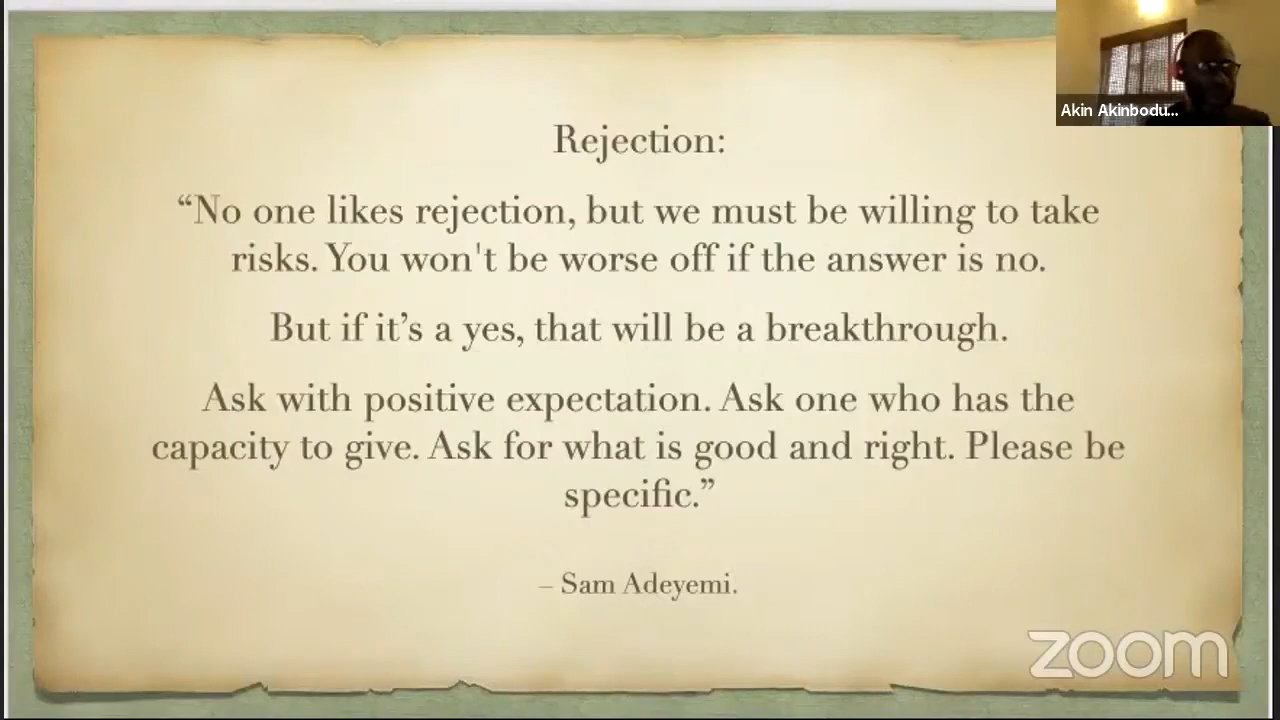 Akin Akinbodu...
Rejection:
“No one likes rejection, but we must be willing to take
risks. You won't be worse off if the answer is no.
But if it’s a yes, that will be a breakthrough.
Ask with positive expectation. Ask one who has the
capacity to give. Ask for what is good and right. Please be
specific.”
– Sam Adeyemi.
zoom